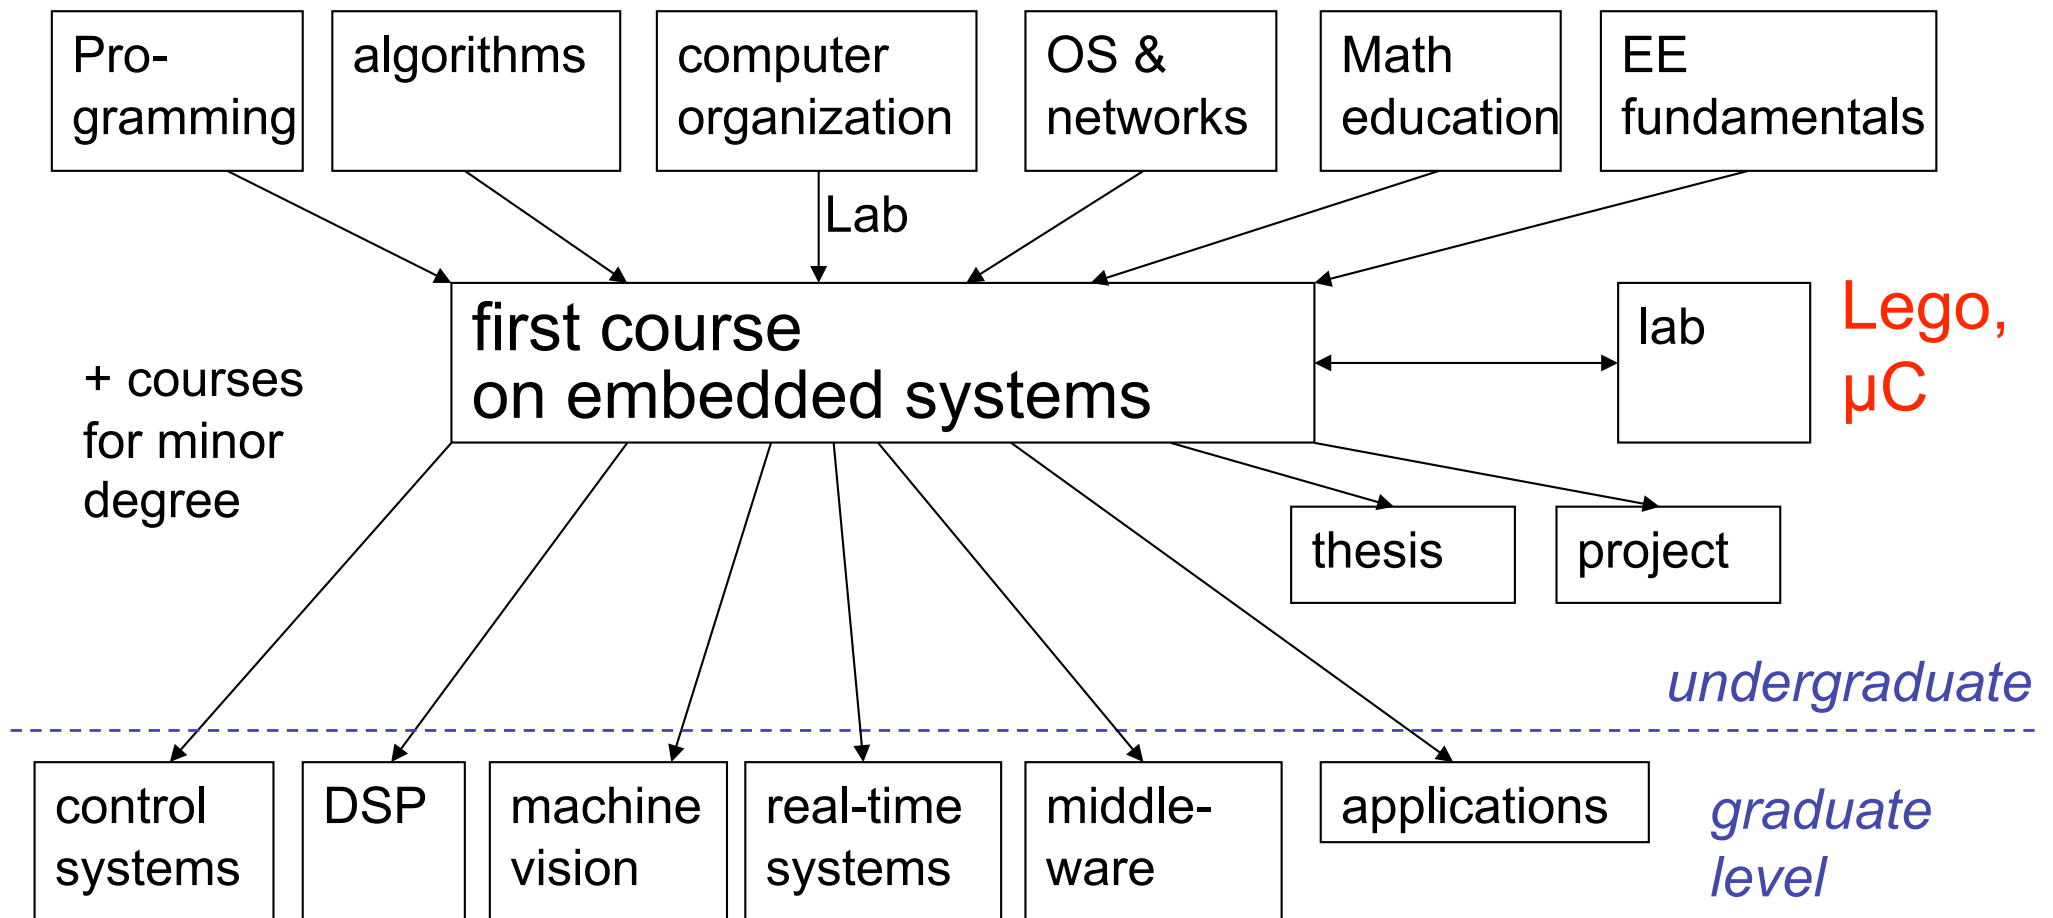 Pro-
gramming
algorithms
computer
organization
OS &
networks
Math
education
EE
fundamentals
Lab
first course
on embedded systems
lab
Lego,
µC
+ courses
for minor
degree
thesis
project
undergraduate
control
systems
DSP
machine
vision
real-time
systems
middle-
ware
applications
graduate
level